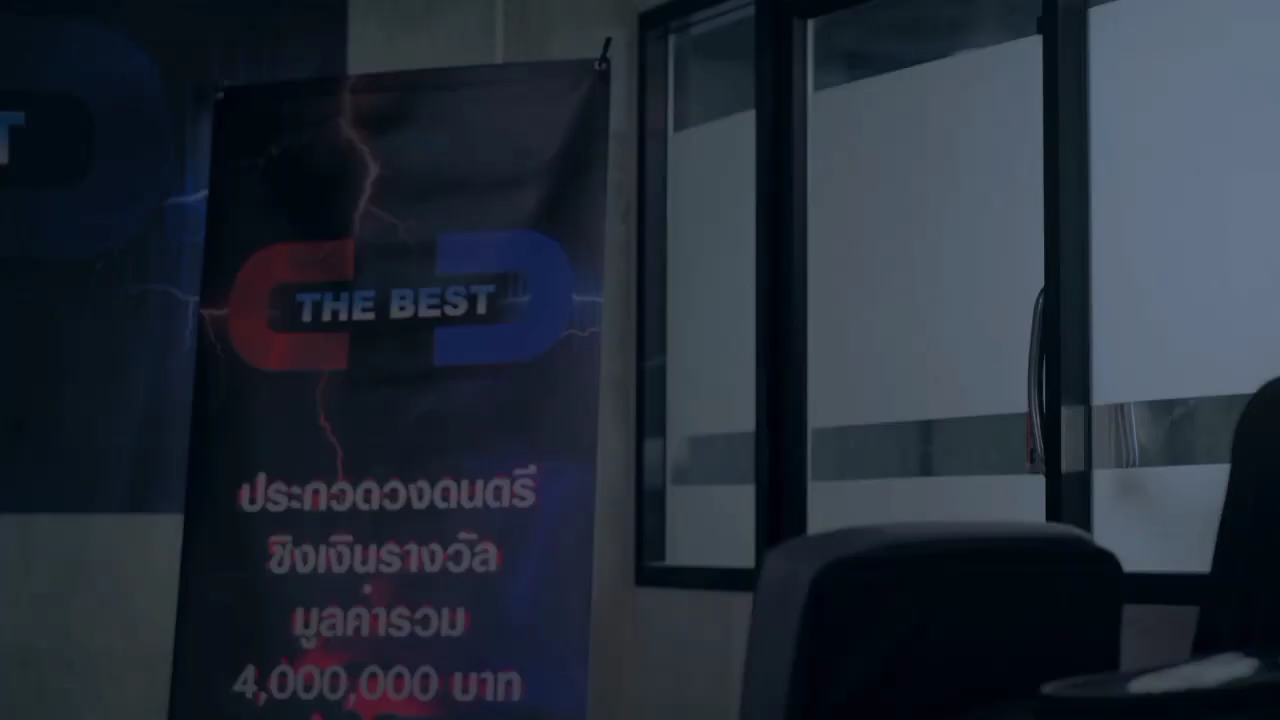 T
THE BEST
ประกวดวงดนตรี
ชิงเงินรางวัล
มูลค่ารวม
4,000,000 บาท